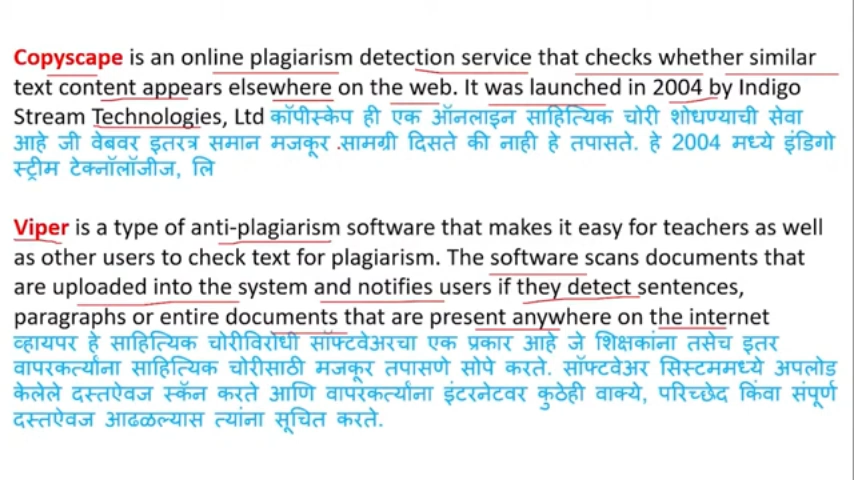 Copyscape is an online plagiarism detection service that checks whether similar
text content appears elsewhere on the web. It was launched in 2004 by Indigo
Stream Technologies, Ltd कॉपीस्केप ही एक ऑनलाइन साहित्यिक चोरी शोधण्याची सेवा
आहे जी वेबवर इतरत्र समान मजकूर .सामग्री दिसते की नाही हे तपासते. हे 2004 मध्ये इंडिगो
स्ट्रीम टेक्नॉलॉजीज, लि
Viper is a type of anti-plagiarism software that makes it easy for teachers as well
as other users to check text for plagiarism. The software scans documents that
are uploaded into the system and notifies users if they detect sentences,
paragraphs or entire documents that are present anywhere on the internet
व्हायपर हे साहित्यिक चोरीविरोधी सॉफ्टवेअरचा एक प्रकार आहे जे शिक्षकांना तसेच इतर
वापरकर्त्यांना साहित्यिक चोरीसाठी मजकूर तपासणे सोपे करते. सॉफ्टवेअर सिस्टममध्ये अपलोड
केलेले दस्तऐवज स्कॅन करते आणि वापरकर्त्यांना इंटरनेटवर कुठेही वाक्ये, परिच्छेद किंवा संपूर्ण
दस्तऐवज आढळल्यास त्यांना सूचित करते.